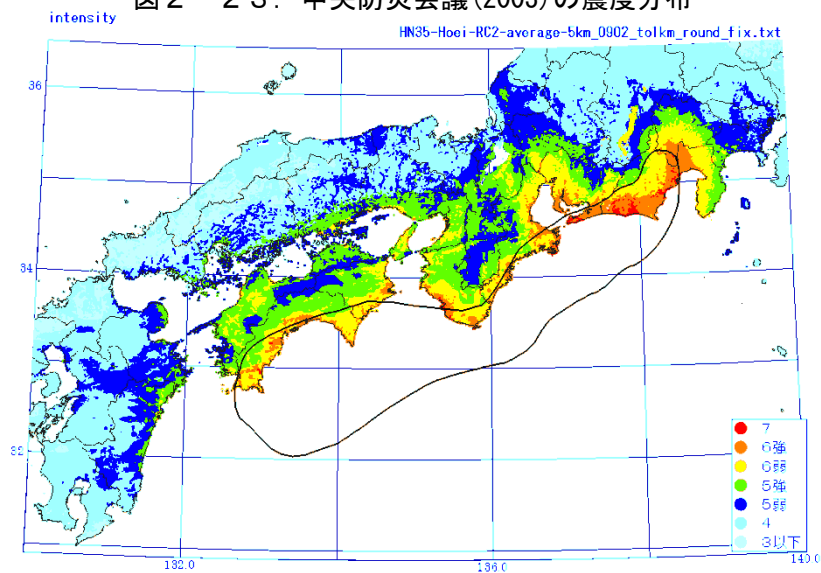 図2－23. 中央防災会議(2003)の震度分布
intensity
HN35-Hoei-RC2-average-5km_0902_tolkm_round_fix.txt
36
34
32
7
6強
6弱
5強
5弱
4
3以下
132.0
136.0
140.0